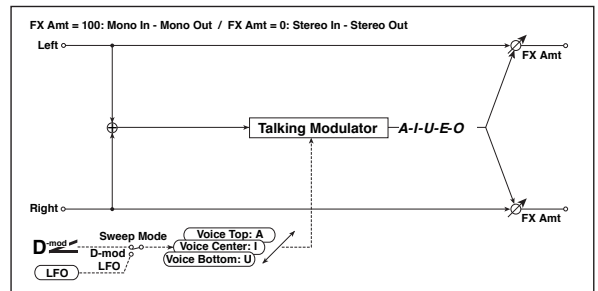 FX Amt = 100: Mono In - Mono Out / FX Amt = 0: Stereo In - Stereo Out
Left
FX Amt
Talking Modulator
A-I-U-E-O
Right
FX Amt
Sweep Mode
Voice Top: A
D-mod
Voice Center: I
D-mod
LFO
Voice Bottom: U
LFO